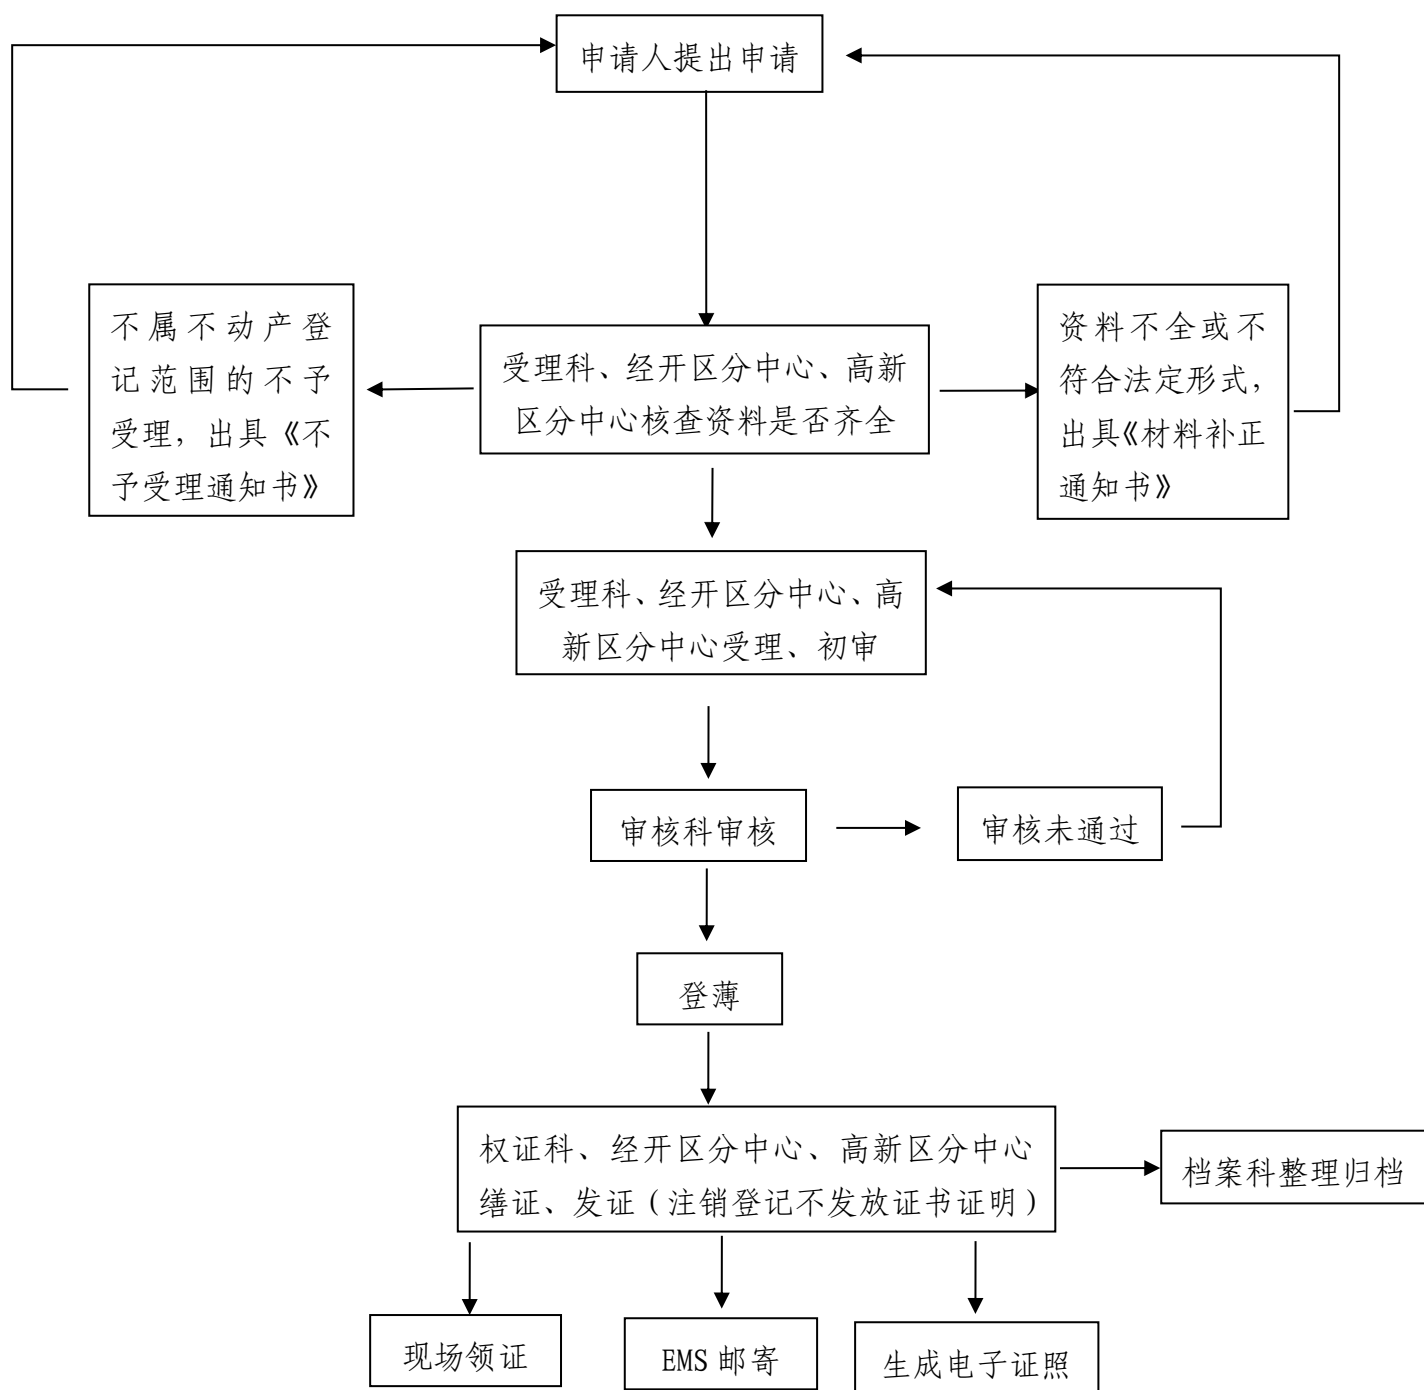 申请人提出申请
不属不动产登
记范围的不予
受理，出具《不
予受理通知书》
受理科、经开区分中心、高新
区分中心核查资料是否齐全
资料不全或不
符合法定形式，
出具《材料补正
通知书》
受理科、经开区分中心、高
新区分中心受理、初审
审核科审核
审核未通过
登薄
权证科、经开区分中心、高新区分中心
缮证、发证（注销登记不发放证书证明）
档案科整理归档
现场领证
EMS 邮寄
生成电子证照